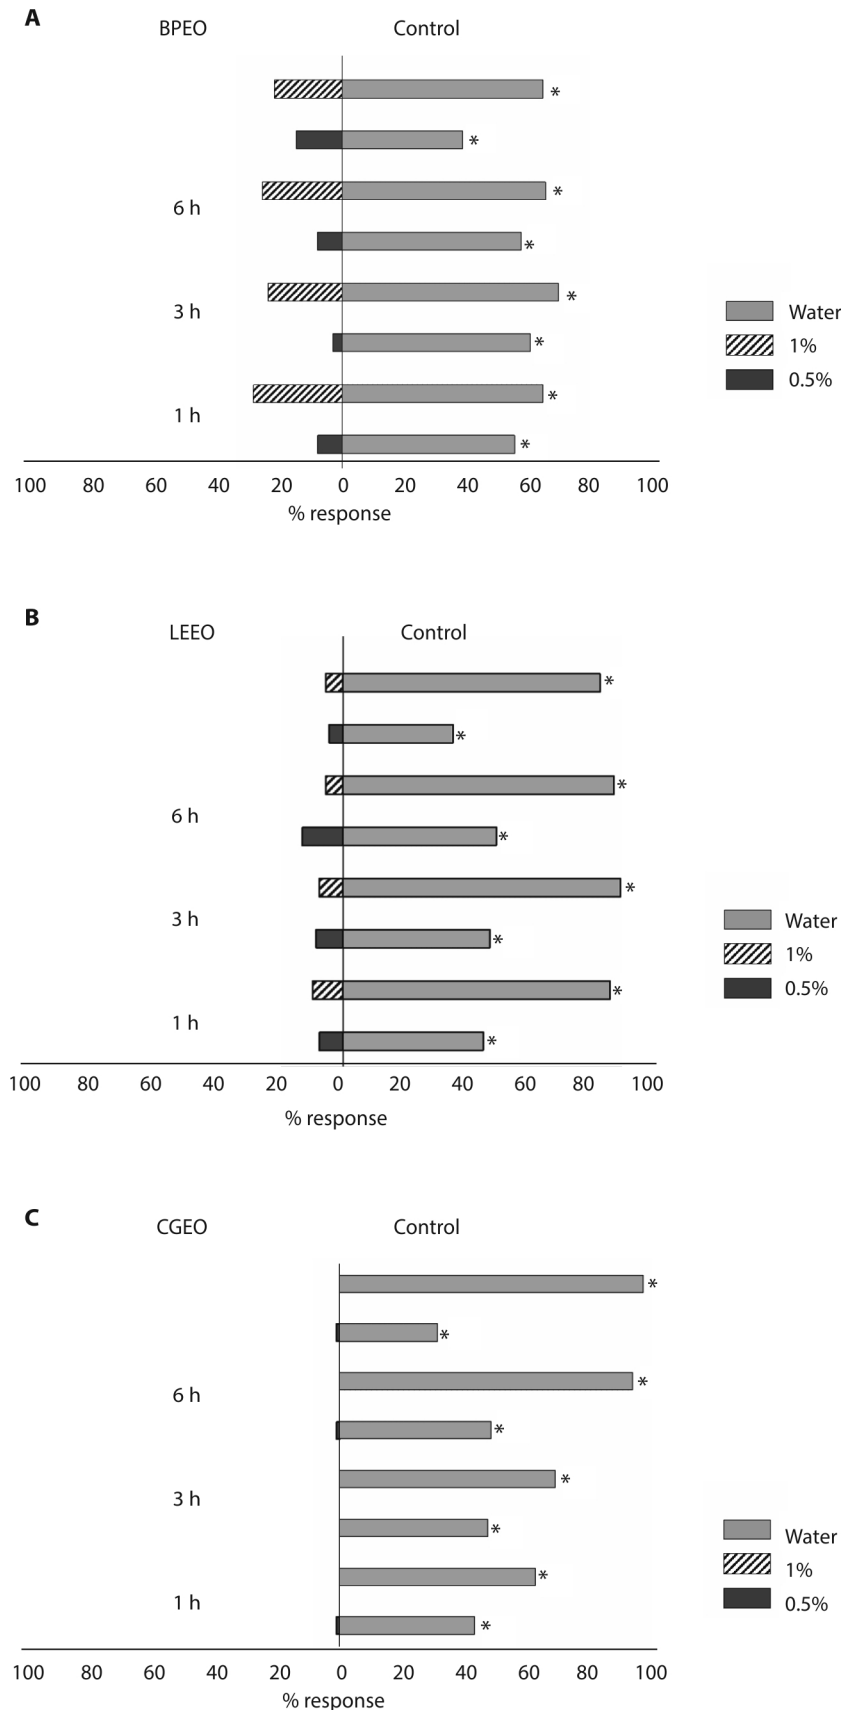 A
BPEO Control
*
*
*
6 h
*
3 h *
Water
*
1%
*
0.5%
1 h
*
100 80 60 40 20 0 20 40 60 80 100
% response
B
LEEO Control
*
*
*
6 h
*
*
3 h
Water
*
1%
0.5%
*
1 h
*
100 80 60 40 20 0 20 40 60 80 100
% response
C
CGEO Control
*
*
*
6 h
*
*
3 h
*
Water
1%
*
1 h
0.5%
*
100 80 60 40 20 0 20 40 60 80 100
% response